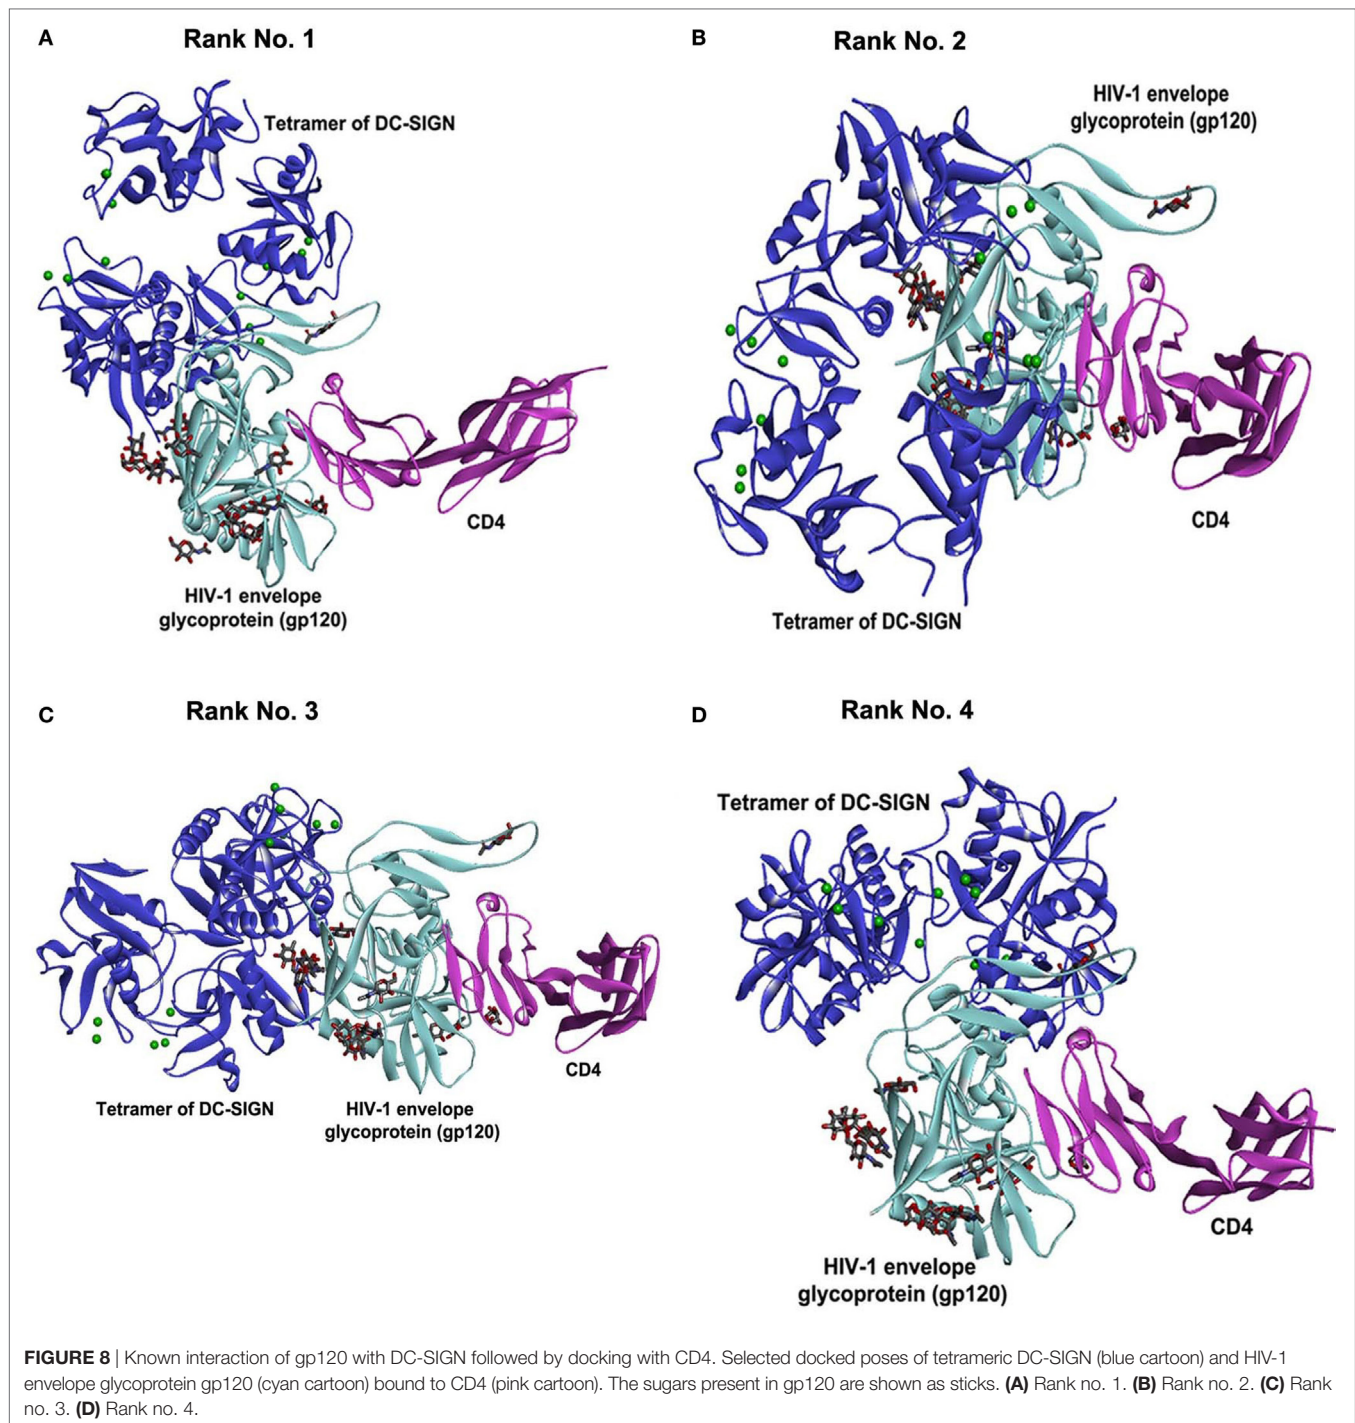 A
Rank No. 1
Tetramer of DC-SIGN
CD4
HIV-1 envelope
glycoprotein (gp120)
B
Rank No. 2
HIV-1 envelope
glycoprotein (gp120)
CD4
Tetramer of DC-SIGN
C
Rank No. 3
CD4
Tetramer of DC-SIGN
HIV-1 envelope
glycoprotein (gp120)
D
Rank No. 4
Tetramer of DC-SIGN
CD4
HIV-1 envelope
glycoprotein (gp120)
FIGURE 8 | Known interaction of gp120 with DC-SIGN followed by docking with CD4. Selected docked poses of tetrameric DC-SIGN (blue cartoon) and HIV-1
envelope glycoprotein gp120 (cyan cartoon) bound to CD4 (pink cartoon). The sugars present in gp120 are shown as sticks. (A) Rank no. 1. (B) Rank no. 2. (C) Rank
no. 3. (D) Rank no. 4.